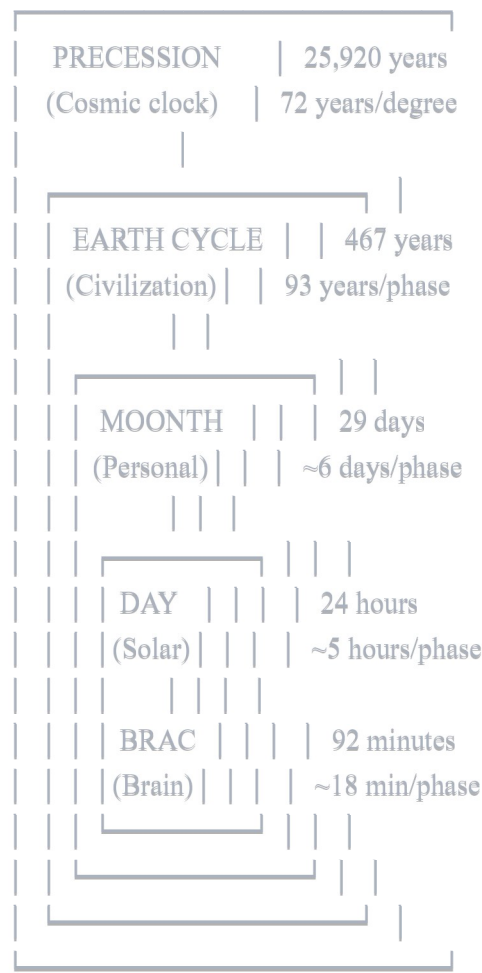 PRECESSION 25,920 years
(Cosmic clock) 72 years/degree
EARTH CYCLE 467 years
(Civilization) 93 years/phase
MOONTH 29 days
(Personal) ~6 days/phase
DAY 24 hours
(Solar) ~5 hours/phase
BRAC 92 minutes
(Brain) ~18 min/phase